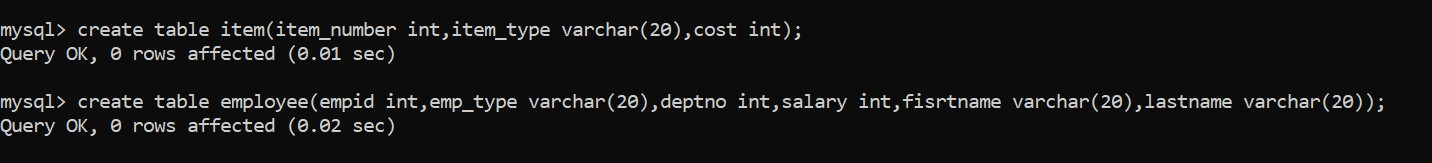 mysql> create table item(item_number int,item_type varchar(20),cost int);
Query OK, 0 rows affected (0.01 sec)
mysql> create table employee(empid int,emp_type varchar(20),deptno int,salary int,fisrtname varchar(20),lastname varchar(20));
Query OK, 0 rows affected (0.02 sec)